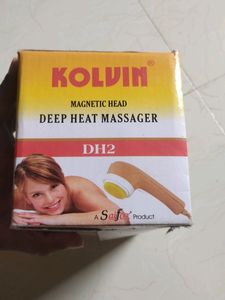 KOLVIN®
MAGNETIC HEAD
DEEP HEAT MASSAGER
DH2
A Product